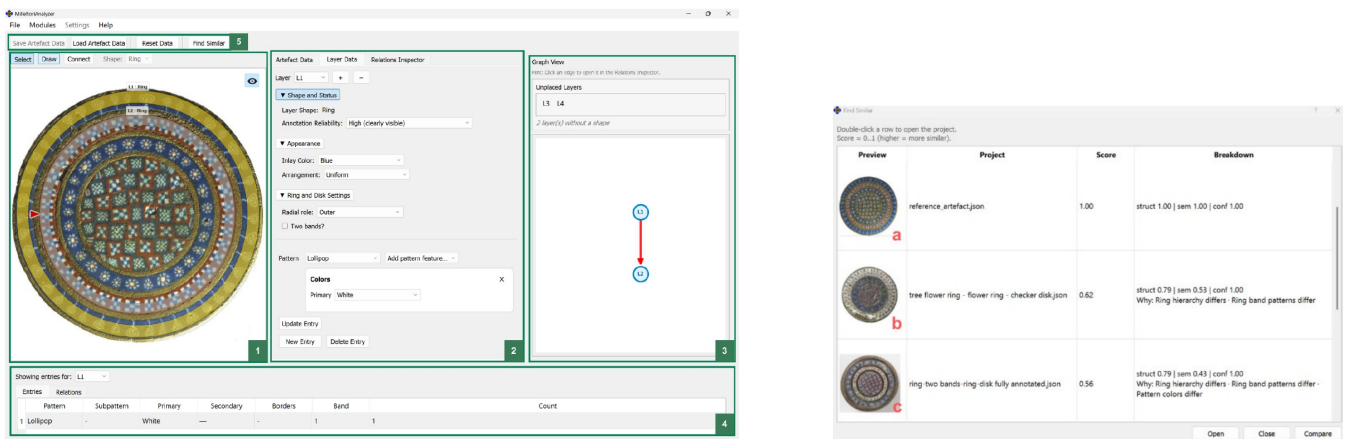 MillefioriAnalyzer
File Modules Settings Help
Save Artefact Data Load Artefact Data Reset Data Find Similar 5
Select Draw Connect Shape: Ring
L1 · Ring
L2 · Ring
1
Artefact Data Layer Data Relations Inspector
Layer L1 + −
▼ Shape and Status
Layer Shape: Ring
Annotation Reliability: High (clearly visible)
▼ Appearance
Inlay Color: Blue
Arrangement: Uniform
▼ Ring and Disk Settings
Radial role: Outer
Two bands?
Pattern Lollipop Add pattern feature...
Colors X
Primary White
Update Entry
New Entry Delete Entry
2
Graph View
Hint: Click an edge to open it in the Relations Inspector.
Unplaced Layers
L3 L4
2 layer(s) without a shape
L1
L2
3
Showing entries for: L1
Entries Relations
Pattern Subpattern Primary Secondary Borders Band Count
1 Lollipop - White — - 1 1
4
Find Similar ? ×
Double-click a row to open the project.
Score = 0..1 (higher = more similar).
Preview Project Score Breakdown
a reference_artefact.json 1.00 struct 1.00 | sem 1.00 | conf 1.00
b tree flower ring - flower ring - checker disk.json 0.62 struct 0.79 | sem 0.53 | conf 1.00
Why: Ring hierarchy differs · Ring band patterns differ
c ring-two bands-ring-disk fully annotated.json 0.56 struct 0.79 | sem 0.43 | conf 1.00
Why: Ring hierarchy differs · Ring band patterns differ ·
Pattern colors differ
Open Close Compare